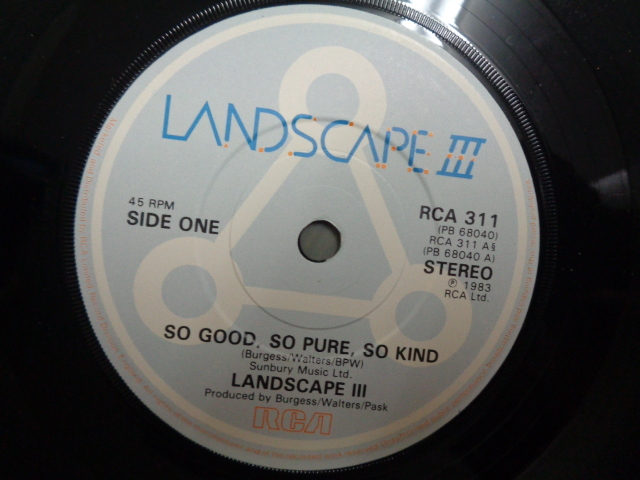 LANDSCAPE III
45 RPM
SIDE ONE
RCA 311
(PB 68040)
RCA 311 A§
(PB 68040 A)
STEREO
℗ 1983
RCA Ltd.
SO GOOD, SO PURE, SO KIND
(Burgess/Walters/BPW)
Sunbury Music Ltd.
LANDSCAPE III
Produced by Burgess/Walters/Pask
RCA